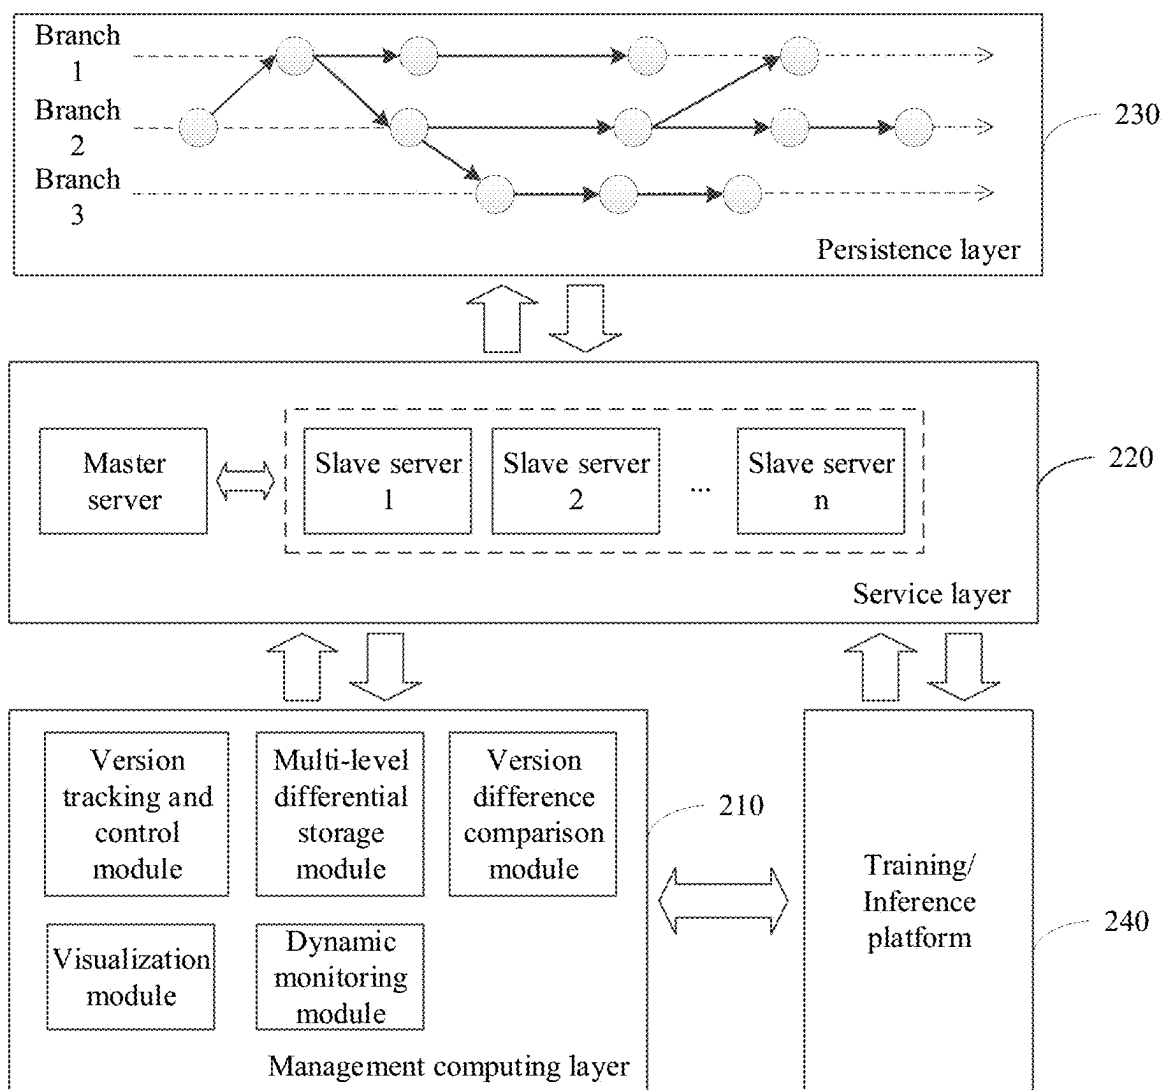 Branch
1
Branch
2
Branch
3
Persistence layer
230
Master
server
Slave server
1
Slave server
2
...
Slave server
n
Service layer
220
Version
tracking and
control
module
Multi-level
differential
storage
module
Version
difference
comparison
module
210
Visualization
module
Dynamic
monitoring
module
Management computing layer
Training/
Inference
platform
240